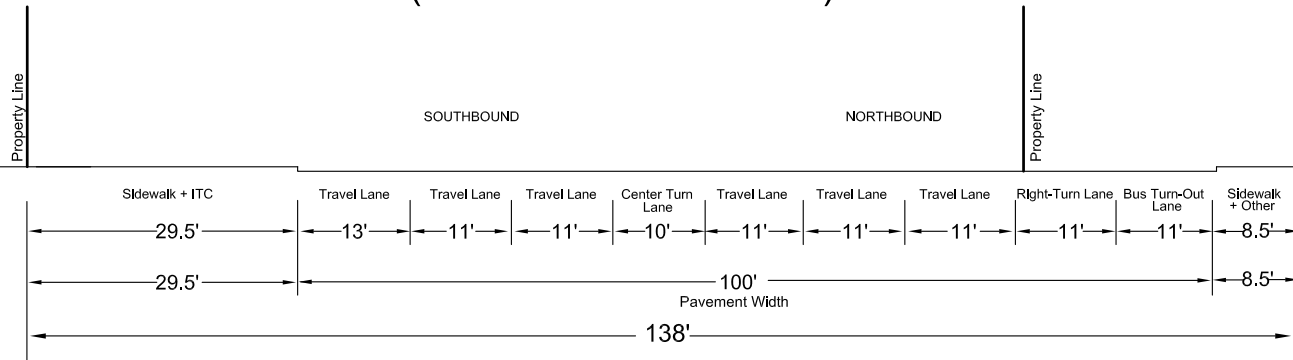 Property Line
Property Line
SOUTHBOUND
NORTHBOUND
Sidewalk + ITC
Travel Lane
Travel Lane
Travel Lane
Center Turn
Lane
Travel Lane
Travel Lane
Travel Lane
Right-Turn Lane
Bus Turn-Out
Lane
Sidewalk
+ Other
29.5'
13'
11'
11'
10'
11'
11'
11'
11'
11'
8.5'
29.5'
100'
8.5'
Pavement Width
138'